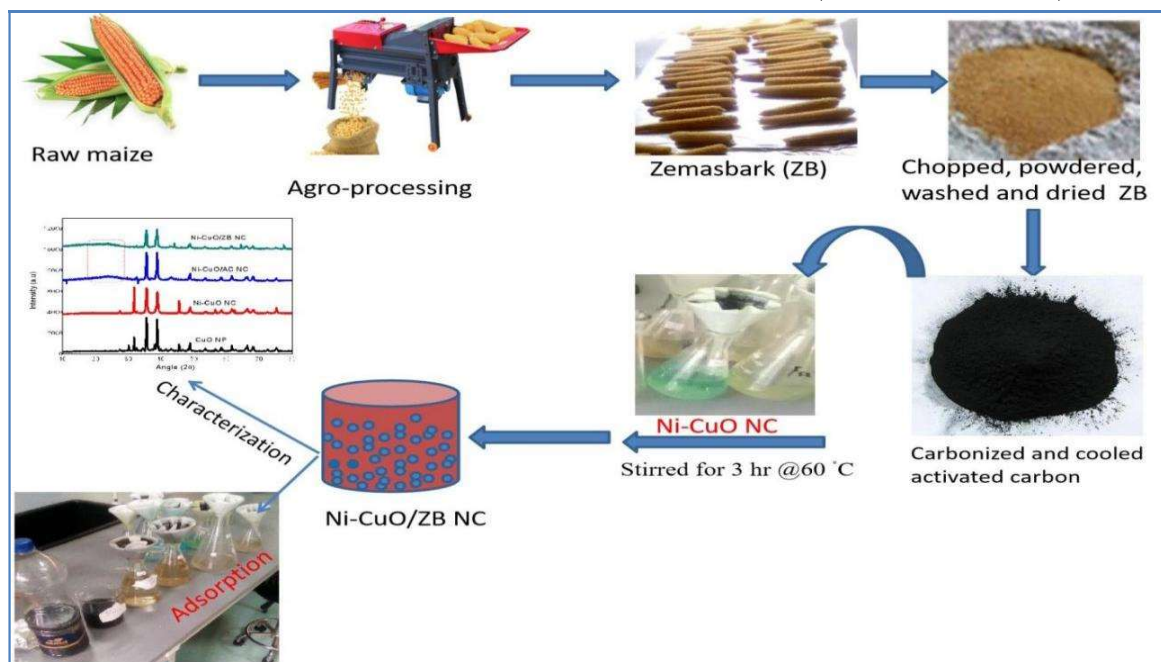 Raw maize
Agro-processing
Zemasbark (ZB)
Chopped, powdered,
washed and dried ZB
Ni-CuO/ZB NC
Ni-CuO/AC NC
Ni-CuO NC
CuO NP
Intensity (a.u)
Angle (2θ)
Characterization
Ni-CuO NC
Stirred for 3 hr @60 °C
Carbonized and cooled
activated carbon
Ni-CuO/ZB NC
Adsorption